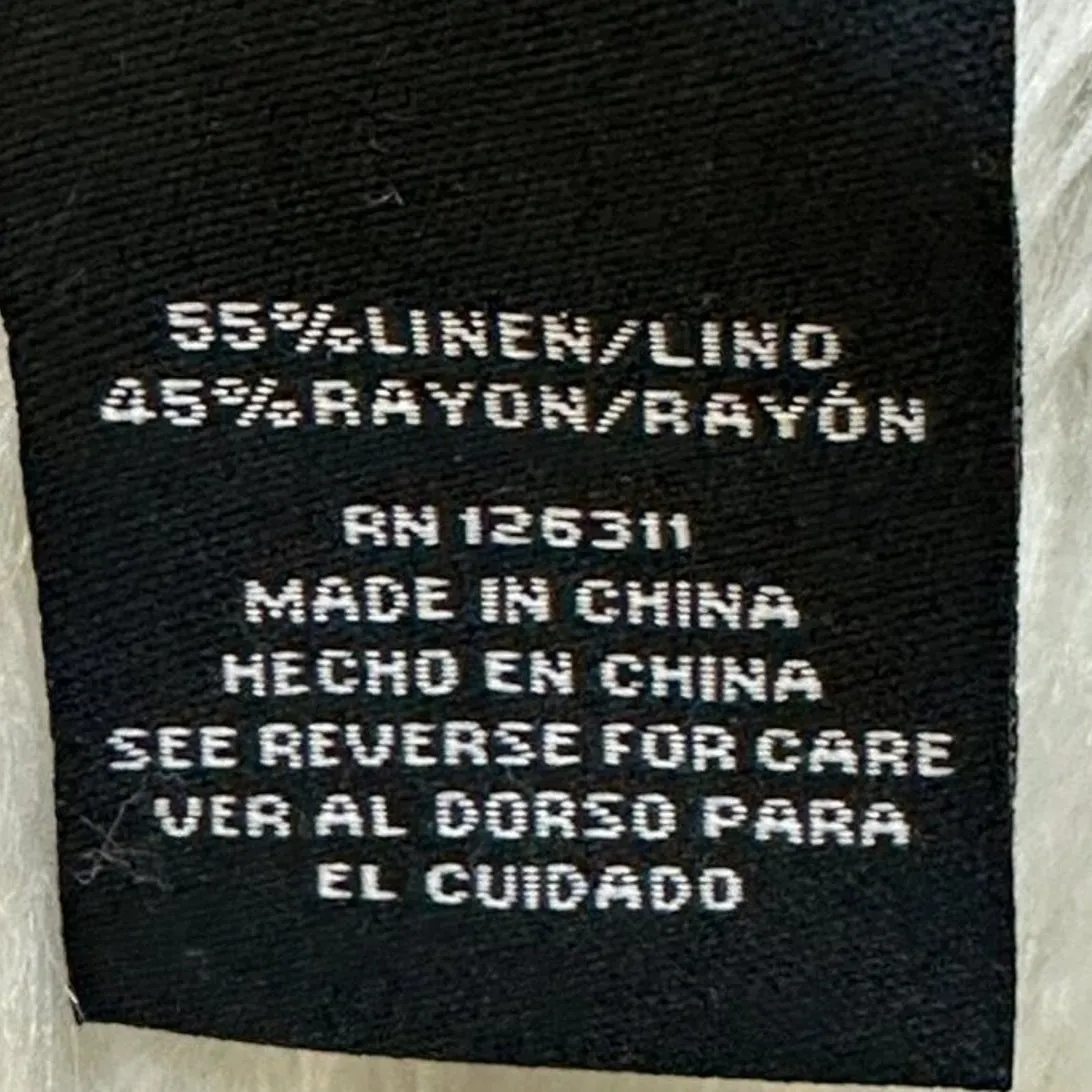 55%LINEN/LINO
45%RAYON/RAYÓN
RN 126311
MADE IN CHINA
HECHO EN CHINA
SEE REVERSE FOR CARE
VER AL DORSO PARA
EL CUIDADO